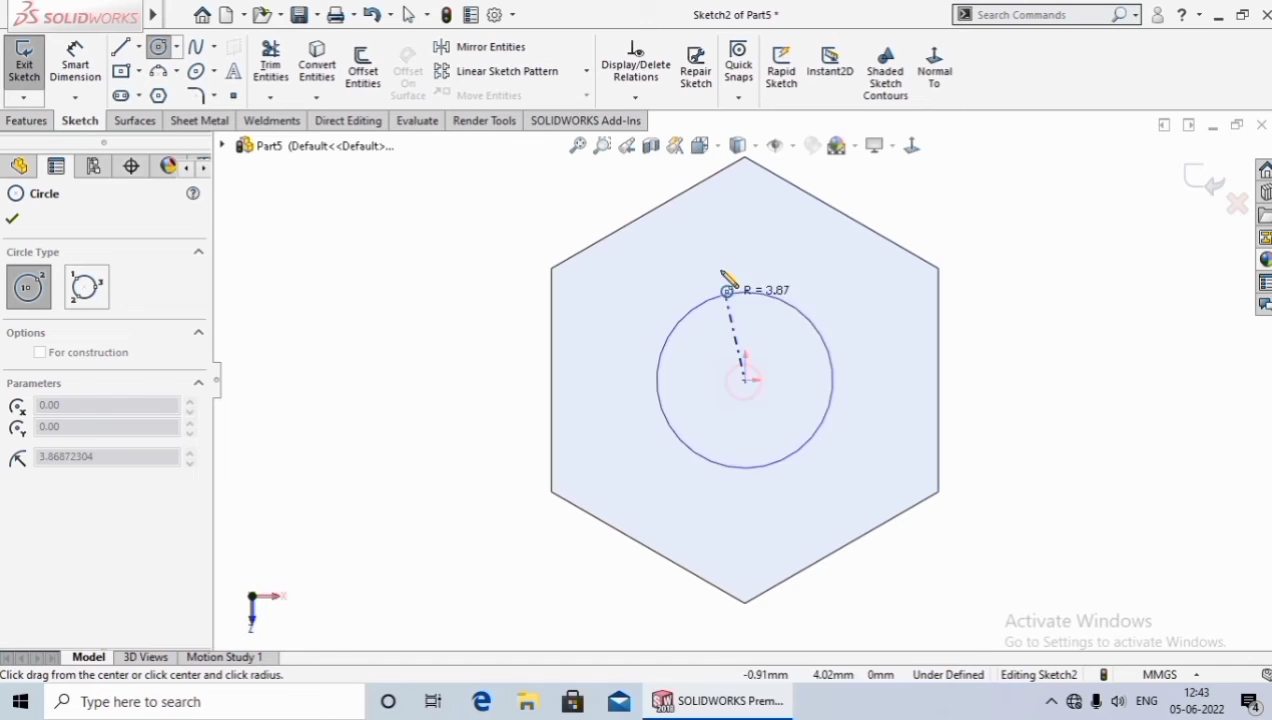 SOLIDWORKS
Sketch2 of Part5 *
Search Commands
?
Exit Sketch
Smart Dimension
Trim Entities
Convert Entities
Offset Entities
Offset On Surface
Mirror Entities
Linear Sketch Pattern
Move Entities
Display/Delete Relations
Repair Sketch
Quick Snaps
Rapid Sketch
Instant2D
Shaded Sketch Contours
Normal To
Features
Sketch
Surfaces
Sheet Metal
Weldments
Direct Editing
Evaluate
Render Tools
SOLIDWORKS Add-Ins
Part5 (Default<<Default>...
Circle
?
Circle Type
Options
For construction
Parameters
0.00
0.00
3.86872304
R = 3.87
X
Z
Activate Windows
Go to Settings to activate Windows.
Model
3D Views
Motion Study 1
Click drag from the center or click center and click radius.
-0.91mm
4.02mm
0mm
Under Defined
Editing Sketch2
MMGS
Type here to search
SOLIDWORKS Prem...
ENG
12:43
05-06-2022
4